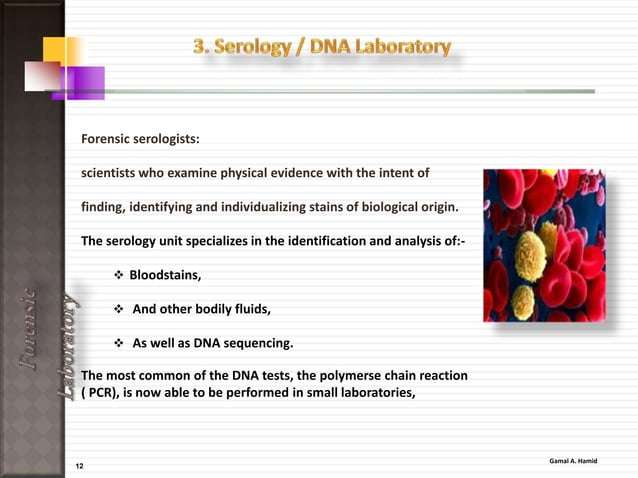 3. Serology / DNA Laboratory
Forensic serologists:
scientists who examine physical evidence with the intent of
finding, identifying and individualizing stains of biological origin.
The serology unit specializes in the identification and analysis of:-
❖ Bloodstains,
❖ And other bodily fluids,
❖ As well as DNA sequencing.
The most common of the DNA tests, the polymerse chain reaction
( PCR), is now able to be performed in small laboratories,
Forensic
Laboratory
12
Gamal A. Hamid